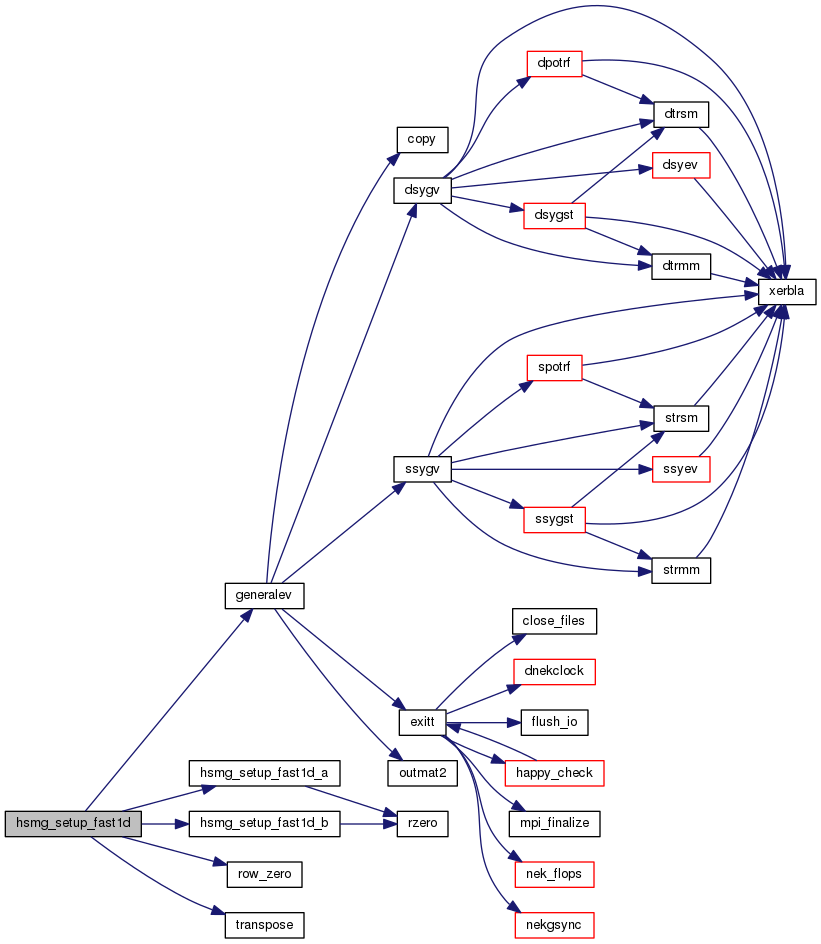 dpotrf
dtrsm
copy
dsyev
dsygv
dsygst
dtrmm
xerbla
spotrf
strsm
ssygv
ssyev
ssygst
strmm
generalev
close_files
dnekclock
exitt
flush_io
outmat2
happy_check
hsmg_setup_fast1d_a
hsmg_setup_fast1d
hsmg_setup_fast1d_b
rzero
mpi_finalize
row_zero
nek_flops
transpose
nekgsync